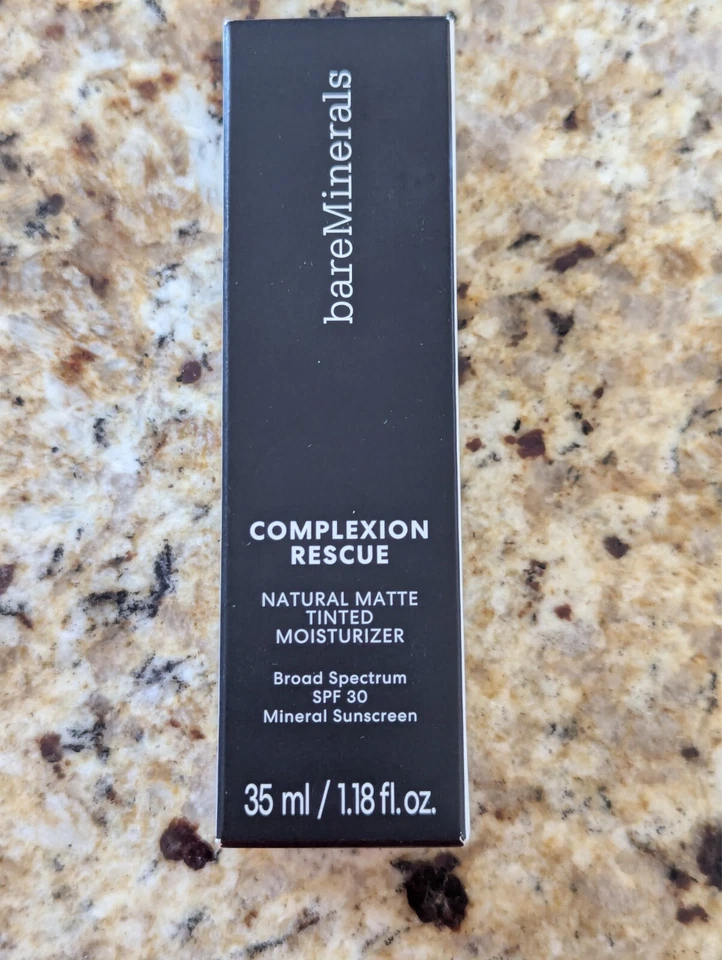 bareMinerals
COMPLEXION
RESCUE
NATURAL MATTE
TINTED
MOISTURIZER
Broad Spectrum
SPF 30
Mineral Sunscreen
35 ml / 1.18 fl. oz.